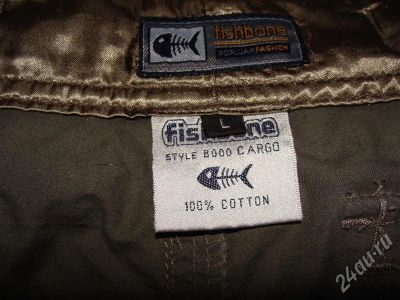 fishbone
POPULAR FASHION
L
fishbone
STYLE 8000 CARGO
100% COTTON
24au.ru